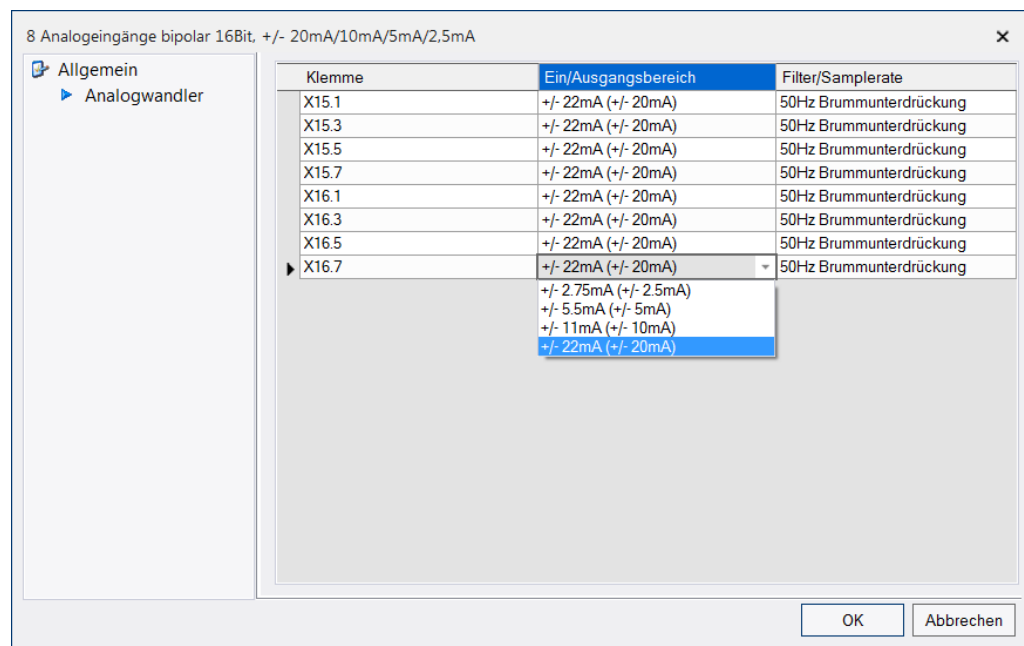 8 Analogeingänge bipolar 16Bit, +/- 20mA/10mA/5mA/2,5mA
Allgemein
Analogwandler
Klemme Ein/Ausgangsbereich Filter/Samplerate
X15.1 +/- 22mA (+/- 20mA) 50Hz Brummunterdrückung
X15.3 +/- 22mA (+/- 20mA) 50Hz Brummunterdrückung
X15.5 +/- 22mA (+/- 20mA) 50Hz Brummunterdrückung
X15.7 +/- 22mA (+/- 20mA) 50Hz Brummunterdrückung
X16.1 +/- 22mA (+/- 20mA) 50Hz Brummunterdrückung
X16.3 +/- 22mA (+/- 20mA) 50Hz Brummunterdrückung
X16.5 +/- 22mA (+/- 20mA) 50Hz Brummunterdrückung
X16.7 +/- 22mA (+/- 20mA) 50Hz Brummunterdrückung
+/- 2.75mA (+/- 2.5mA)
+/- 5.5mA (+/- 5mA)
+/- 11mA (+/- 10mA)
+/- 22mA (+/- 20mA)
OK Abbrechen